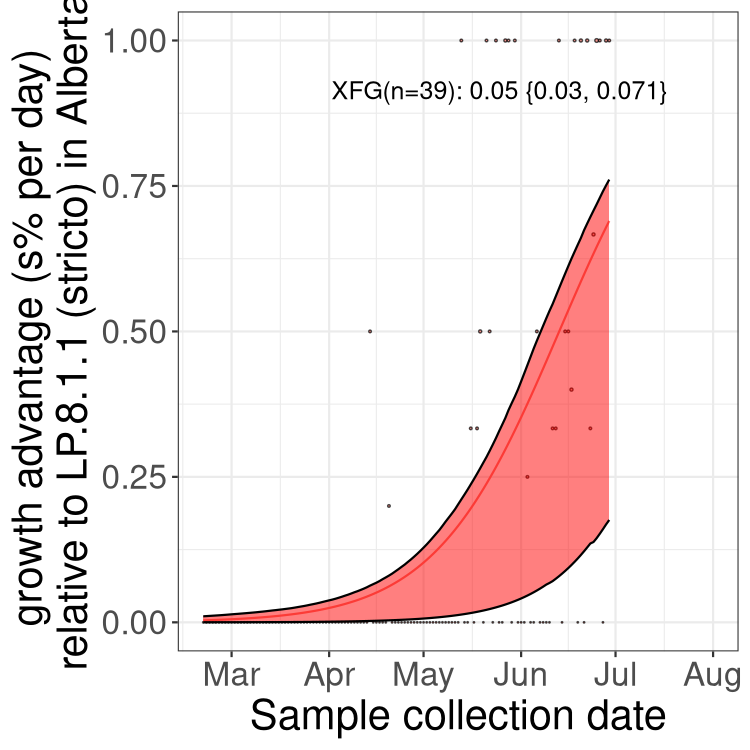 growth advantage (s% per day)
relative to LP.8.1.1 (stricto) in Alberta
1.00
0.75
0.50
0.25
0.00
XFG(n=39): 0.05 {0.03, 0.071}
Mar Apr May Jun Jul Aug
Sample collection date